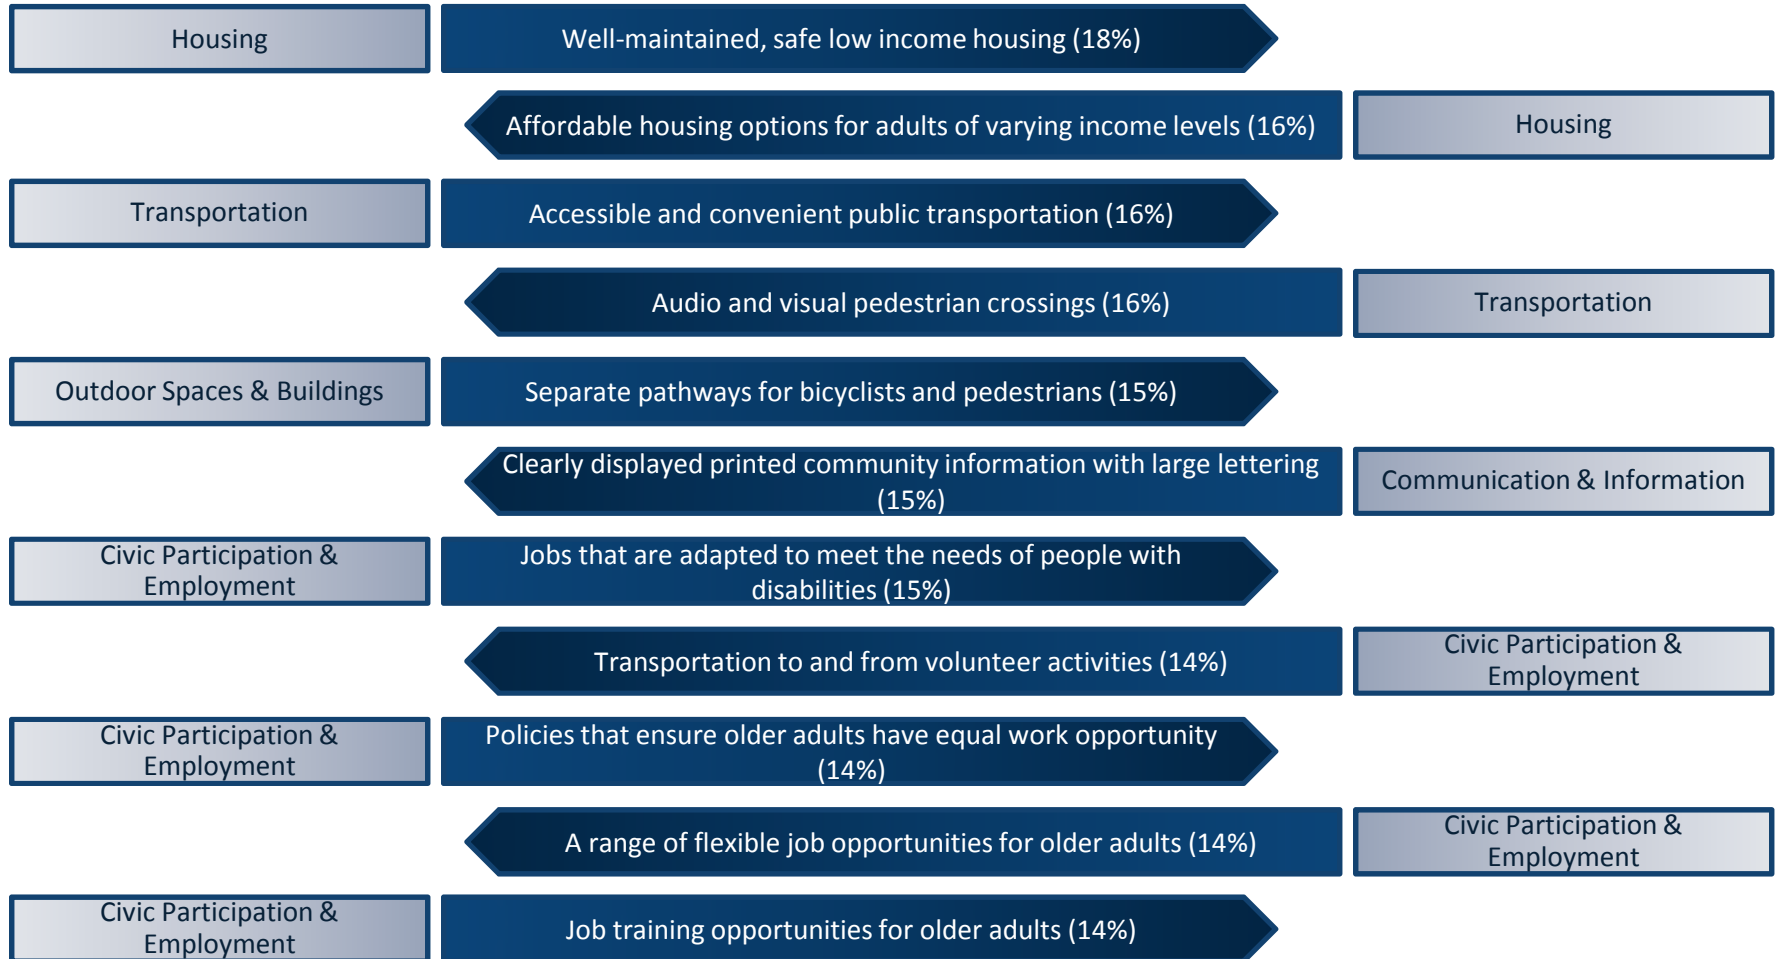 Housing
Well-maintained, safe low income housing (18%)
Affordable housing options for adults of varying income levels (16%)
Housing
Transportation
Accessible and convenient public transportation (16%)
Audio and visual pedestrian crossings (16%)
Transportation
Outdoor Spaces & Buildings
Separate pathways for bicyclists and pedestrians (15%)
Clearly displayed printed community information with large lettering
(15%)
Communication & Information
Civic Participation &
Employment
Jobs that are adapted to meet the needs of people with
disabilities (15%)
Transportation to and from volunteer activities (14%)
Civic Participation &
Employment
Civic Participation &
Employment
Policies that ensure older adults have equal work opportunity
(14%)
A range of flexible job opportunities for older adults (14%)
Civic Participation &
Employment
Civic Participation &
Employment
Job training opportunities for older adults (14%)